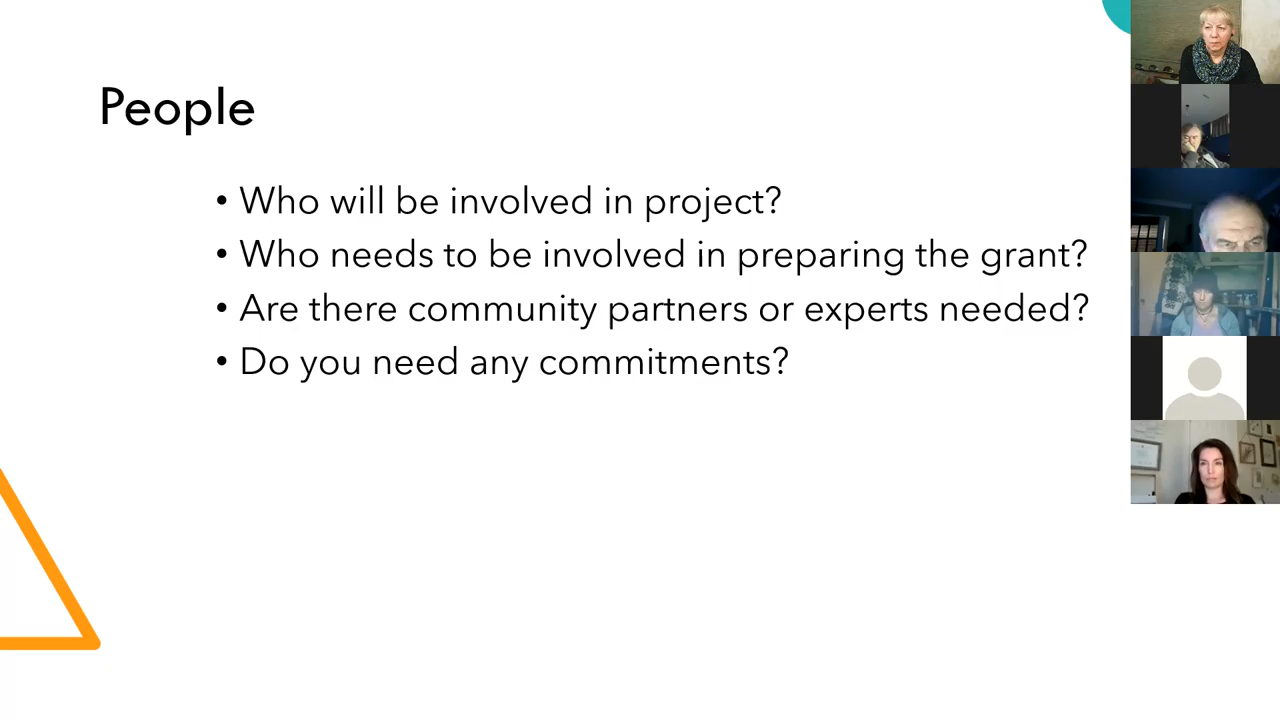 People
• Who will be involved in project?
• Who needs to be involved in preparing the grant?
• Are there community partners or experts needed?
• Do you need any commitments?